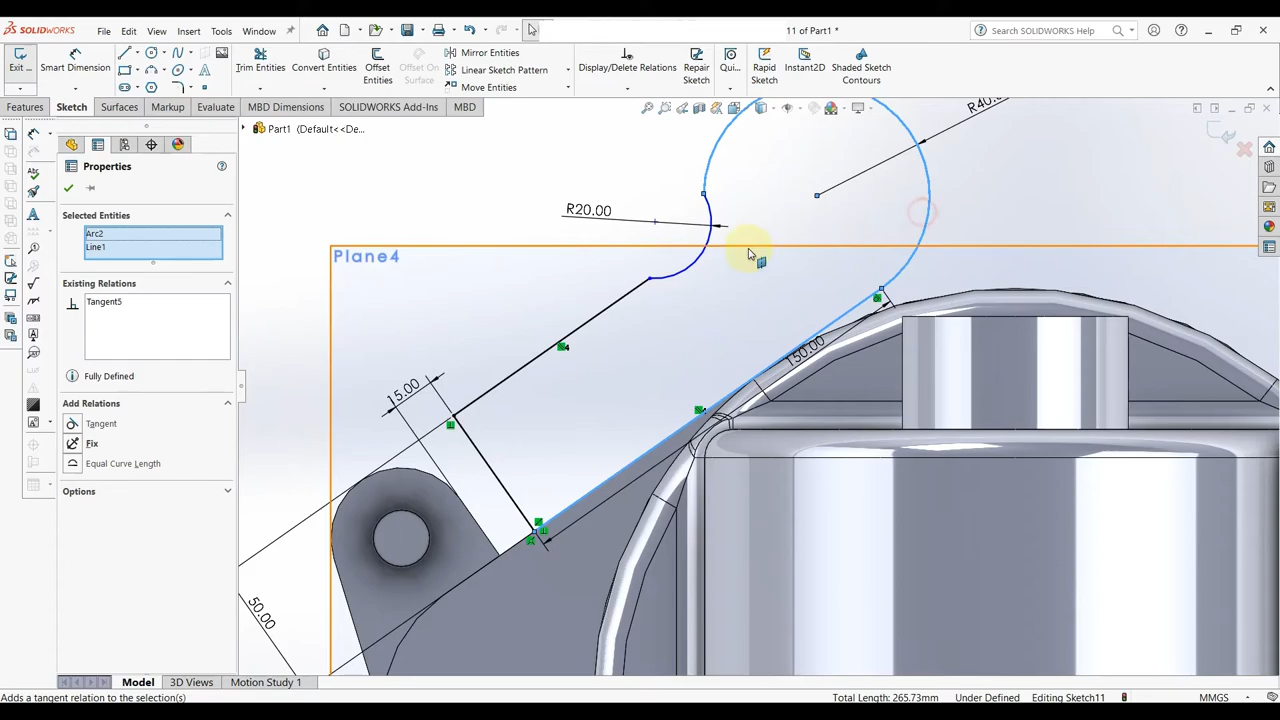 SOLIDWORKS
File
Edit
View
Insert
Tools
Window
11 of Part1 *
Search SOLIDWORKS Help
Exit ...
Smart Dimension
Trim Entities
Convert Entities
Offset
Entities
Offset On
Surface
Mirror Entities
Linear Sketch Pattern
Move Entities
Display/Delete Relations
Repair
Sketch
Qui...
Rapid
Sketch
Instant2D
Shaded Sketch
Contours
Features
Sketch
Surfaces
Markup
Evaluate
MBD Dimensions
SOLIDWORKS Add-Ins
MBD
Part1 (Default<<De...
Properties
Selected Entities
Arc2
Line1
Existing Relations
Tangent5
Fully Defined
Add Relations
Tangent
Fix
Equal Curve Length
Options
R40.
R20.00
Plane4
150.00
15.00
50.00
Model
3D Views
Motion Study 1
Adds a tangent relation to the selection(s)
Total Length: 265.73mm
Under Defined
Editing Sketch11
MMGS